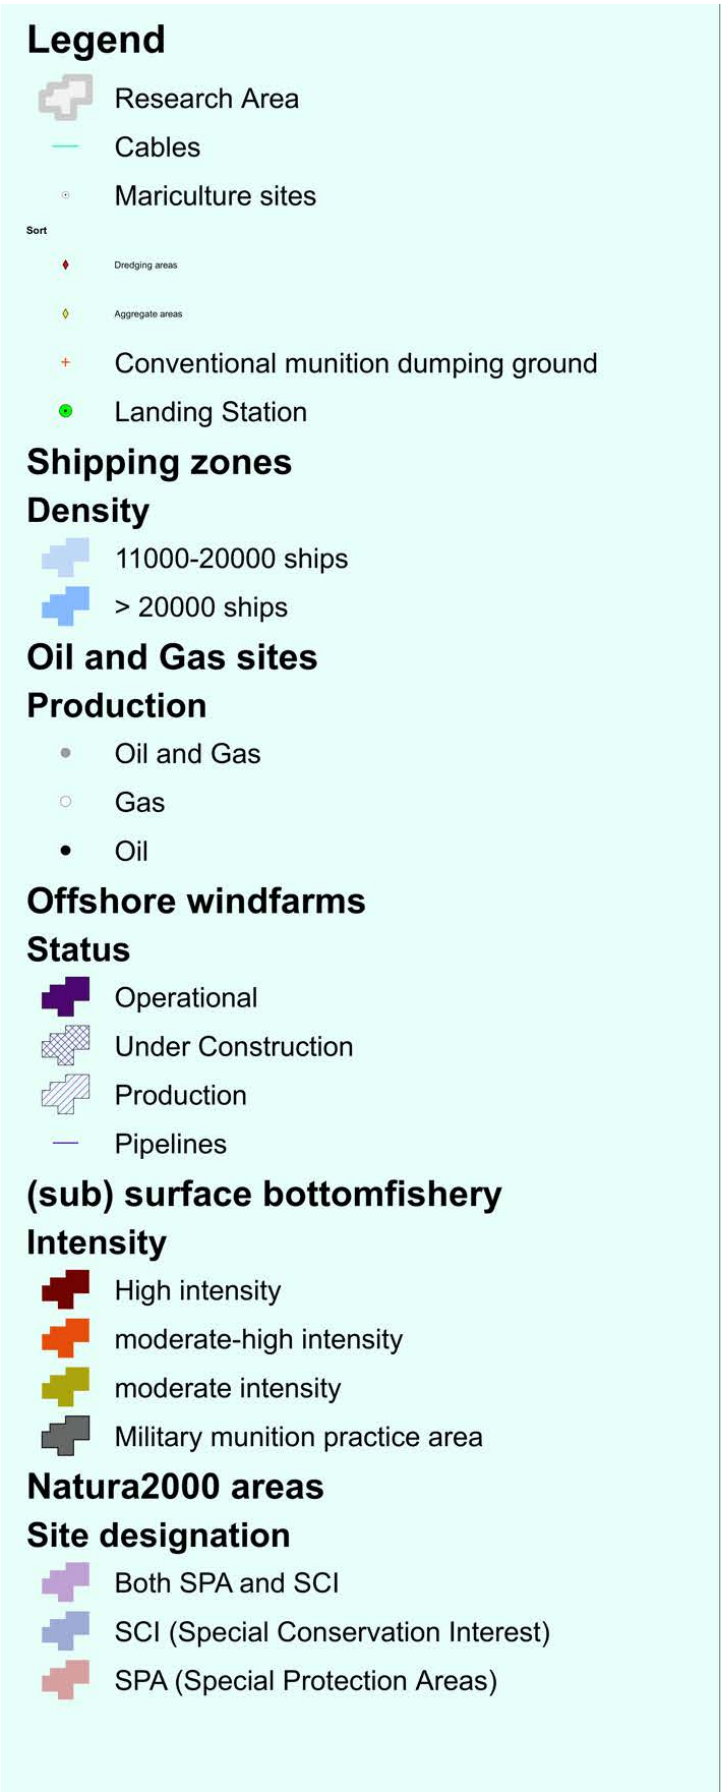 Legend
Research Area
Cables
Mariculture sites
Sort
Dredging areas
Aggregate areas
Conventional munition dumping ground
Landing Station
Shipping zones
Density
11000-20000 ships
> 20000 ships
Oil and Gas sites
Production
Oil and Gas
Gas
Oil
Offshore windfarms
Status
Operational
Under Construction
Production
Pipelines
(sub) surface bottomfishery
Intensity
High intensity
moderate-high intensity
moderate intensity
Military munition practice area
Natura2000 areas
Site designation
Both SPA and SCI
SCI (Special Conservation Interest)
SPA (Special Protection Areas)